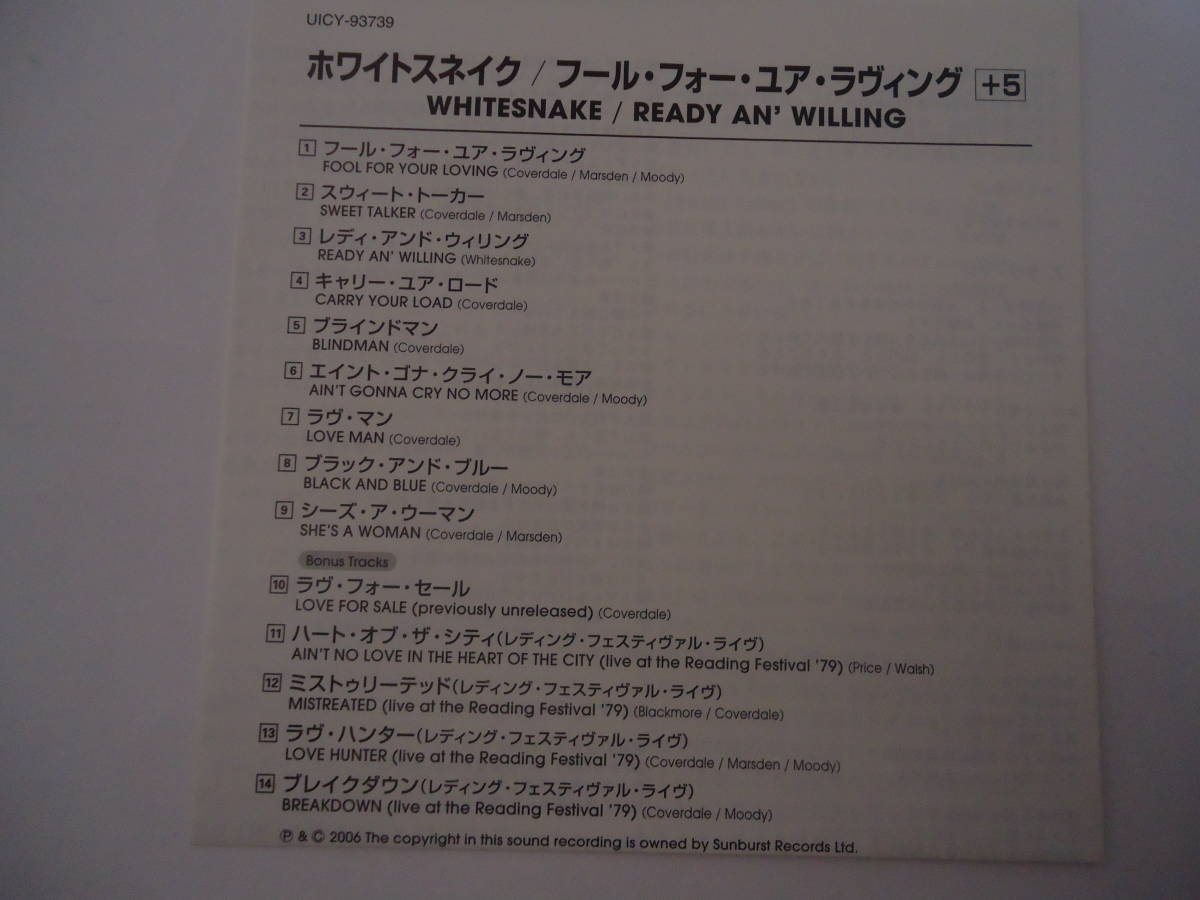 UICY-93739
ホワイトスネイク / フール・フォー・ユア・ラヴィング +5
WHITESNAKE / READY AN' WILLING
1 フール・フォー・ユア・ラヴィング
FOOL FOR YOUR LOVING (Coverdale / Marsden / Moody)
2 スウィート・トーカー
SWEET TALKER (Coverdale / Marsden)
3 レディ・アンド・ウィリング
READY AN' WILLING (Whitesnake)
4 キャリー・ユア・ロード
CARRY YOUR LOAD (Coverdale)
5 ブラインドマン
BLINDMAN (Coverdale)
6 エイント・ゴナ・クライ・ノー・モア
AIN'T GONNA CRY NO MORE (Coverdale / Moody)
7 ラヴ・マン
LOVE MAN (Coverdale)
8 ブラック・アンド・ブルー
BLACK AND BLUE (Coverdale / Moody)
9 シーズ・ア・ウーマン
SHE'S A WOMAN (Coverdale / Marsden)
Bonus Tracks
10 ラヴ・フォー・セール
LOVE FOR SALE (previously unreleased) (Coverdale)
11 ハート・オブ・ザ・シティ(レディング・フェスティヴァル・ライヴ)
AIN'T NO LOVE IN THE HEART OF THE CITY (live at the Reading Festival '79) (Price / Walsh)
12 ミストゥリーテッド(レディング・フェスティヴァル・ライヴ)
MISTREATED (live at the Reading Festival '79) (Blackmore / Coverdale)
13 ラヴ・ハンター(レディング・フェスティヴァル・ライヴ)
LOVE HUNTER (live at the Reading Festival '79) (Coverdale / Marsden / Moody)
14 ブレイクダウン(レディング・フェスティヴァル・ライヴ)
BREAKDOWN (live at the Reading Festival '79) (Coverdale / Moody)
℗ & © 2006 The copyright in this sound recording is owned by Sunburst Records Ltd.